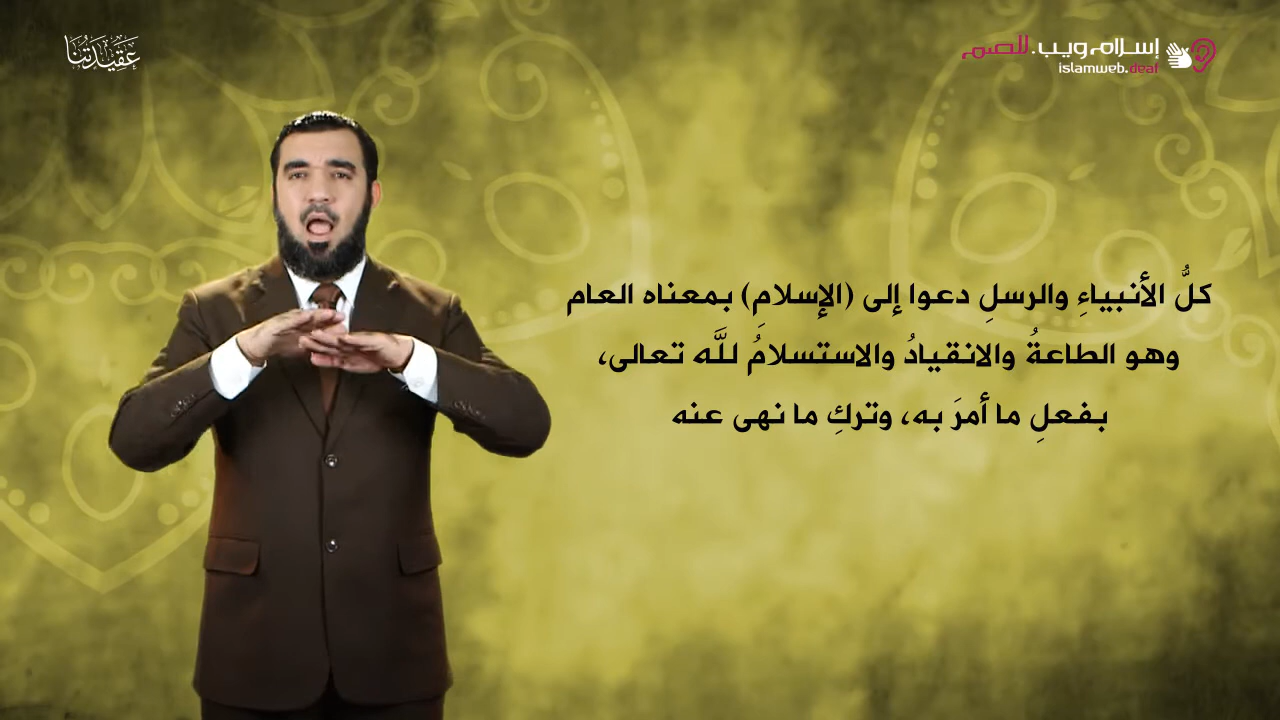 عَقِيدَتُنَا
إسلام ويب.للصم
islamweb.deaf
كلُّ الأنبياءِ والرسلِ دعوا إلى (الإسلامِ) بمعناه العام
وهو الطاعةُ والانقيادُ والاستسلامُ للَّه تعالى،
بفعلِ ما أمرَ به، وتركِ ما نهى عنه